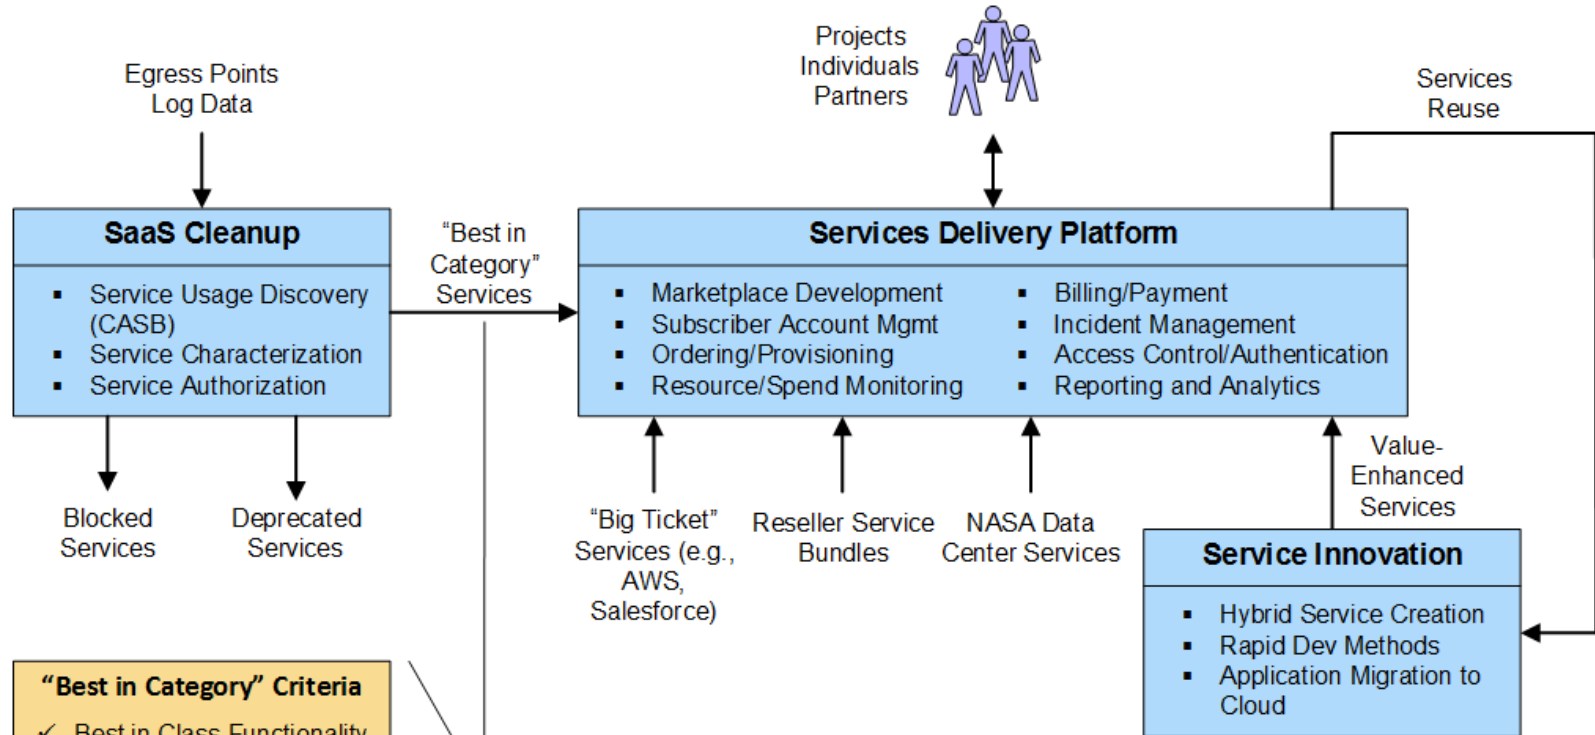 Projects
Individuals
Partners
Egress Points
Log Data
Services
Reuse
SaaS Cleanup
▪ Service Usage Discovery
(CASB)
▪ Service Characterization
▪ Service Authorization
“Best in
Category”
Services
Services Delivery Platform
▪ Marketplace Development
▪ Subscriber Account Mgmt
▪ Ordering/Provisioning
▪ Resource/Spend Monitoring
▪ Billing/Payment
▪ Incident Management
▪ Access Control/Authentication
▪ Reporting and Analytics
Blocked
Services
Deprecated
Services
“Big Ticket”
Services (e.g.,
AWS,
Salesforce)
Reseller Service
Bundles
NASA Data
Center Services
Value-
Enhanced
Services
Service Innovation
▪ Hybrid Service Creation
▪ Rapid Dev Methods
▪ Application Migration to
Cloud
“Best in Category” Criteria
✓ Best in Class Functionality